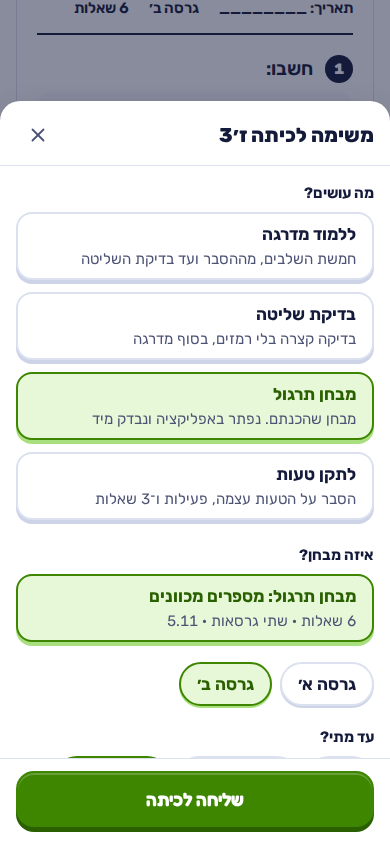 תאריך: ________ גרסה ב׳ 6 שאלות
1 חשבו:
משימה לכיתה ז׳3
מה עושים?
ללמוד מדרגה
חמשת השלבים, מההסבר ועד בדיקת השליטה
בדיקת שליטה
בדיקה קצרה בלי רמזים, בסוף מדרגה
מבחן תרגול
מבחן שהכנתם. נפתר באפליקציה ונבדק מיד
לתקן טעות
הסבר על הטעות עצמה, פעילות ו־3 שאלות
איזה מבחן?
מבחן תרגול: מספרים מכוונים
6 שאלות • שתי גרסאות • 5.11
גרסה א׳ גרסה ב׳
עד מתי?
שליחה לכיתה